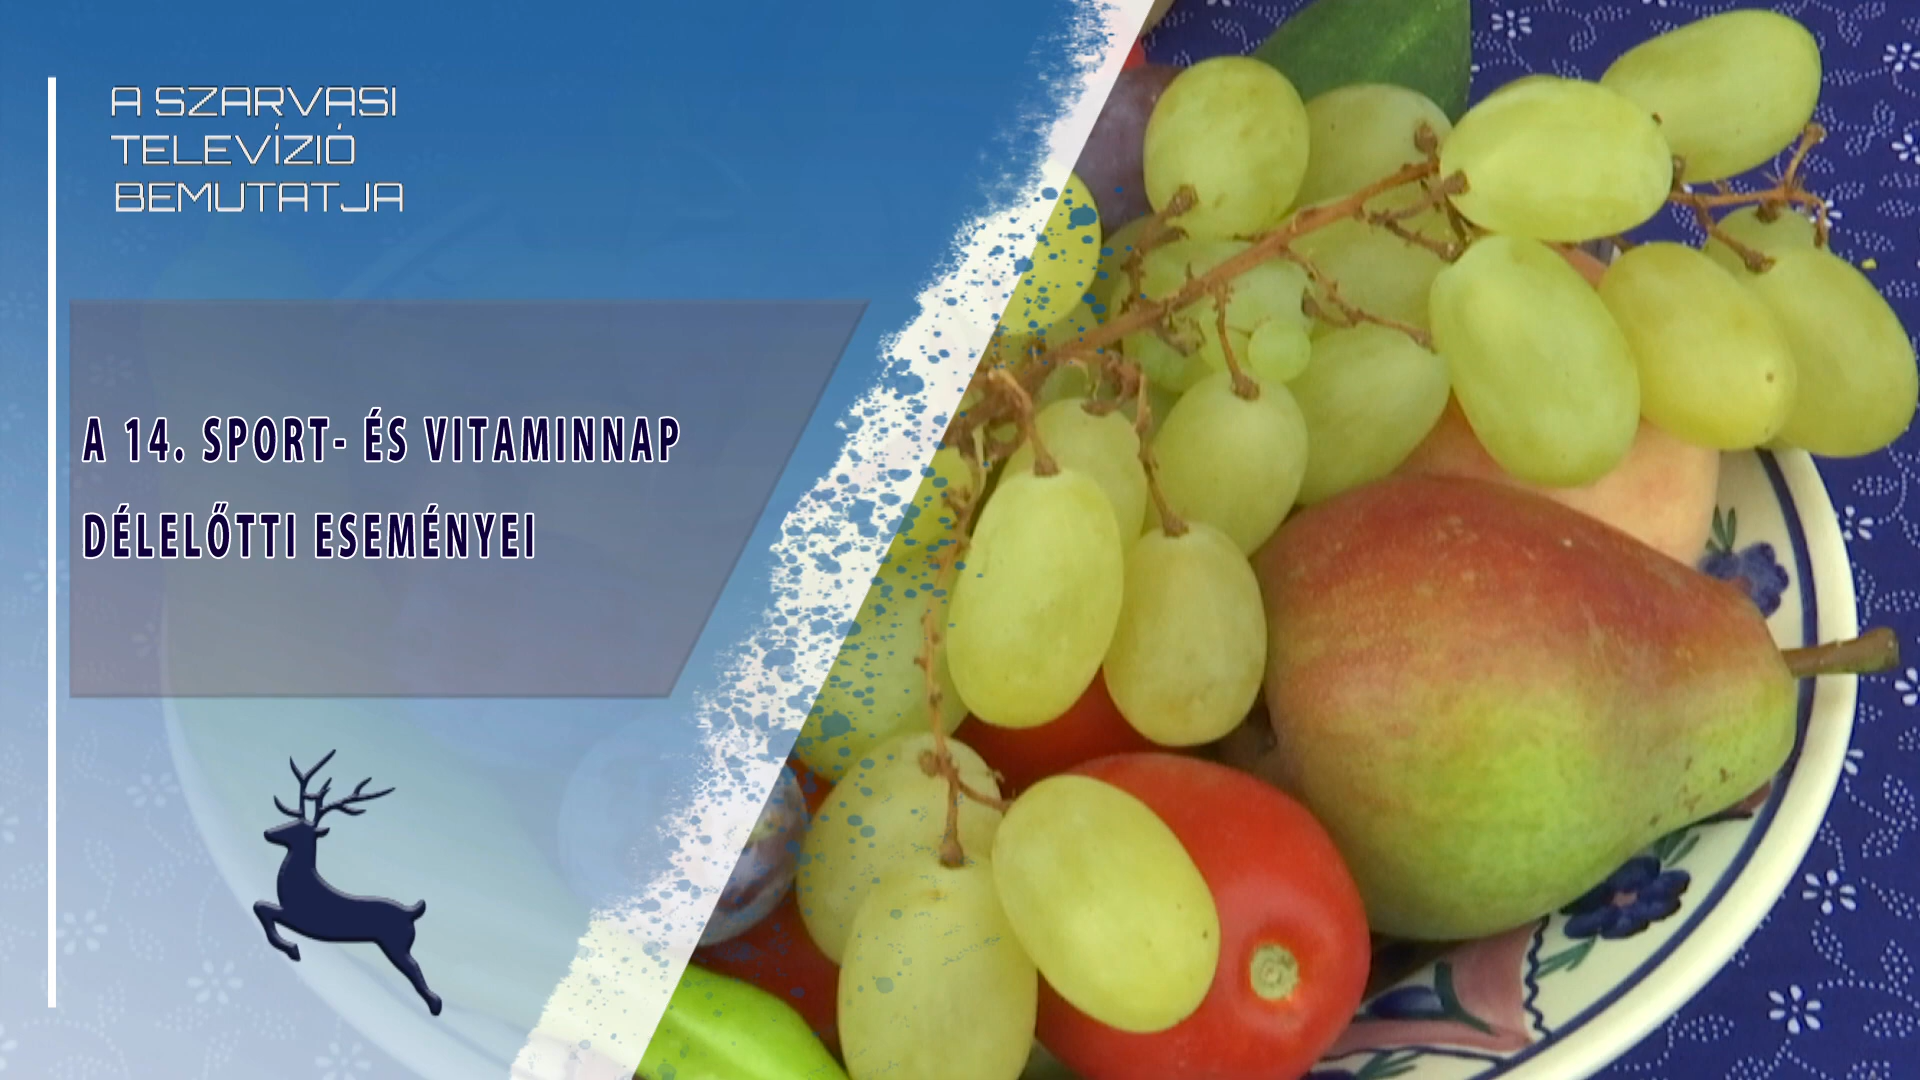 A SZARVASI
TELEVÍZIÓ
BEMUTATJA
A 14. SPORT- ÉS VITAMINNAP
DÉLELŐTTI ESEMÉNYEI